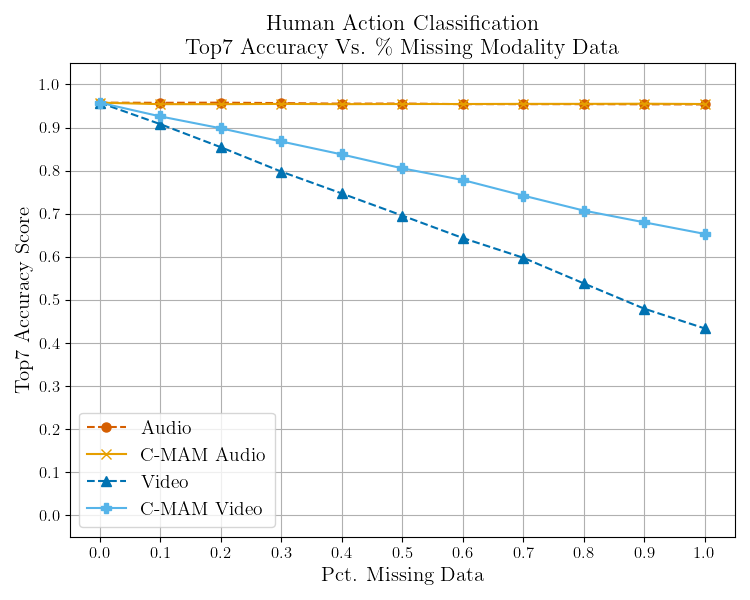 Human Action Classification
Top7 Accuracy Vs. % Missing Modality Data
Top7 Accuracy Score
1.0
0.9
0.8
0.7
0.6
0.5
0.4
0.3
0.2
0.1
0.0
Audio
C-MAM Audio
Video
C-MAM Video
0.0 0.1 0.2 0.3 0.4 0.5 0.6 0.7 0.8 0.9 1.0
Pct. Missing Data